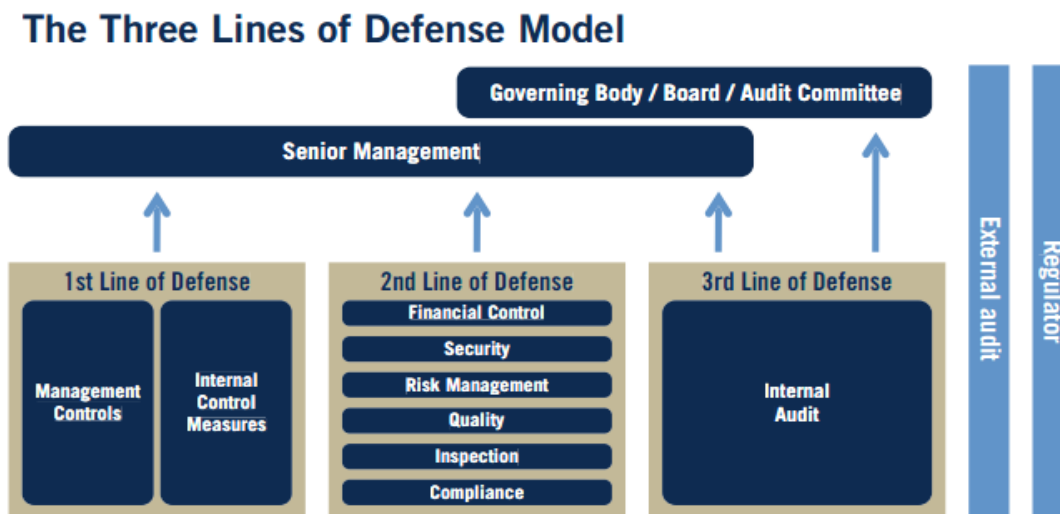 The Three Lines of Defense Model
Governing Body / Board / Audit Committee
Senior Management
1st Line of Defense
Management
Controls
Internal
Control
Measures
2nd Line of Defense
Financial Control
Security
Risk Management
Quality
Inspection
Compliance
3rd Line of Defense
Internal
Audit
External audit
Regulator